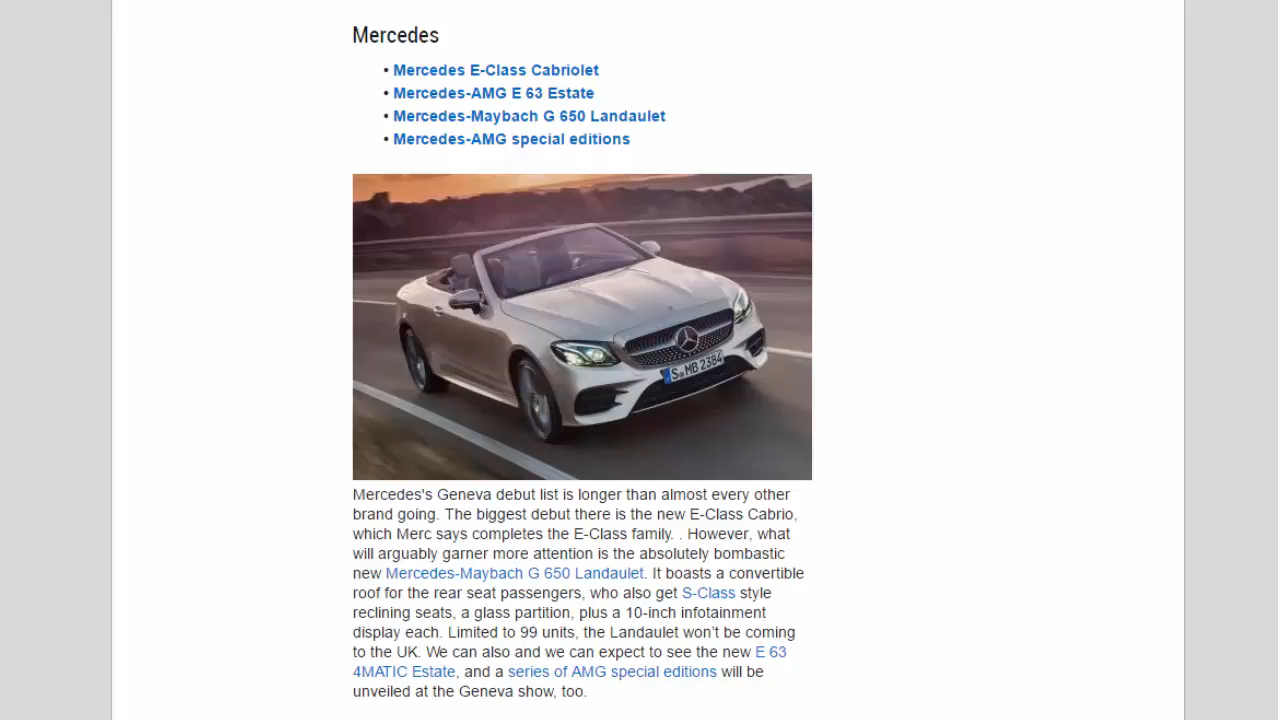 Mercedes
• Mercedes E-Class Cabriolet
• Mercedes-AMG E 63 Estate
• Mercedes-Maybach G 650 Landaulet
• Mercedes-AMG special editions
S MB 2384
Mercedes's Geneva debut list is longer than almost every other
brand going. The biggest debut there is the new E-Class Cabrio,
which Merc says completes the E-Class family. . However, what
will arguably garner more attention is the absolutely bombastic
new Mercedes-Maybach G 650 Landaulet. It boasts a convertible
roof for the rear seat passengers, who also get S-Class style
reclining seats, a glass partition, plus a 10-inch infotainment
display each. Limited to 99 units, the Landaulet won't be coming
to the UK. We can also and we can expect to see the new E 63
4MATIC Estate, and a series of AMG special editions will be
unveiled at the Geneva show, too.